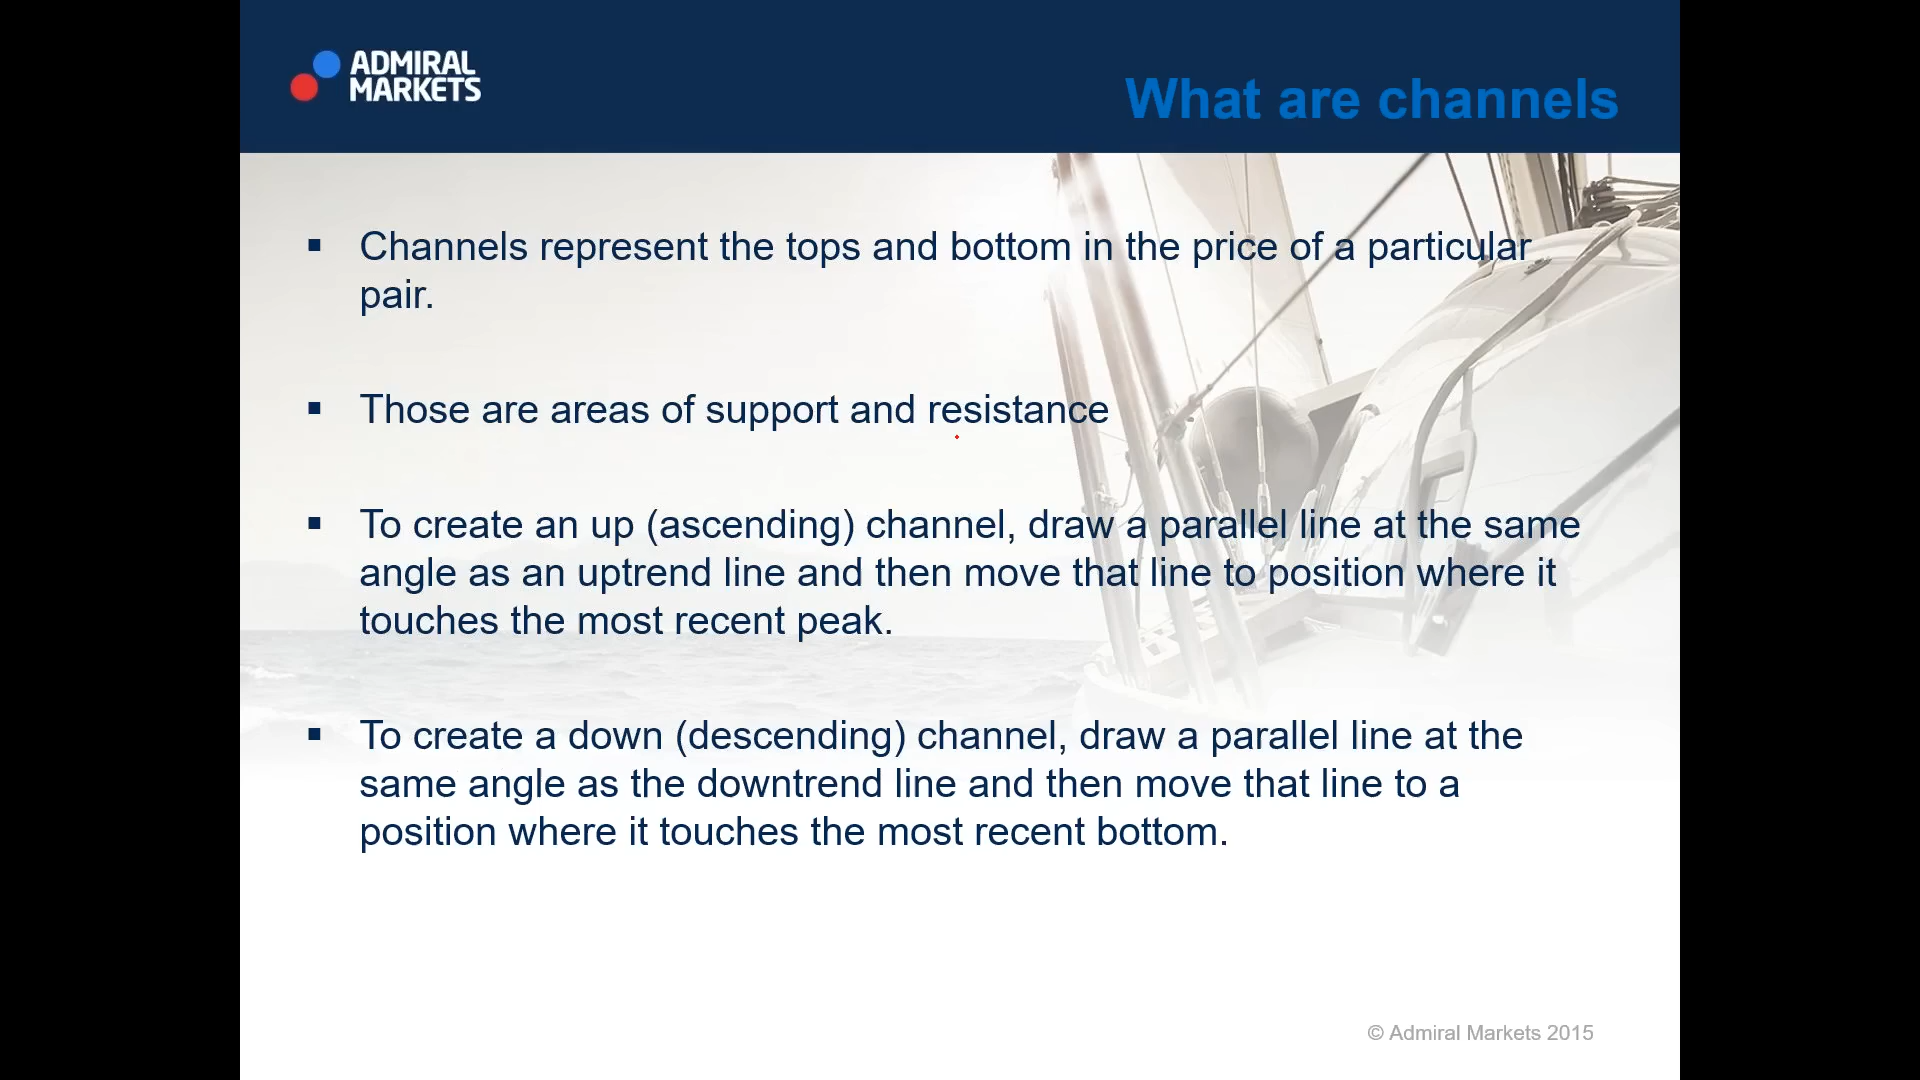 ADMIRAL
MARKETS
What are channels
▪ Channels represent the tops and bottom in the price of a particular
pair.
▪ Those are areas of support and resistance
▪ To create an up (ascending) channel, draw a parallel line at the same
angle as an uptrend line and then move that line to position where it
touches the most recent peak.
▪ To create a down (descending) channel, draw a parallel line at the
same angle as the downtrend line and then move that line to a
position where it touches the most recent bottom.
© Admiral Markets 2015